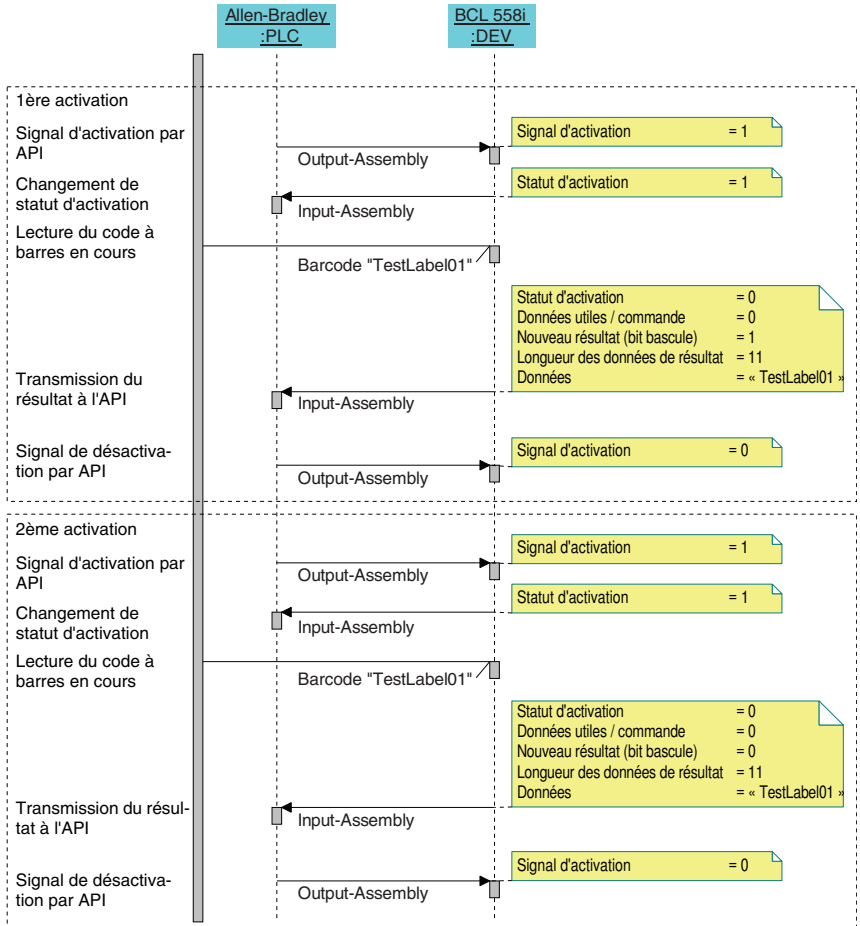 Allen-Bradley
:PLC
BCL 558i
:DEV
1ère activation
Signal d'activation par
API
Output-Assembly
Signal d'activation = 1
Changement de
statut d'activation
Input-Assembly
Statut d'activation = 1
Lecture du code à
barres en cours
Barcode "TestLabel01"
Statut d'activation = 0
Données utiles / commande = 0
Nouveau résultat (bit bascule) = 1
Longueur des données de résultat = 11
Données = « TestLabel01 »
Transmission du
résultat à l'API
Input-Assembly
Signal de désactiva-
tion par API
Output-Assembly
Signal d'activation = 0
2ème activation
Signal d'activation par
API
Output-Assembly
Signal d'activation = 1
Changement de
statut d'activation
Input-Assembly
Statut d'activation = 1
Lecture du code à
barres en cours
Barcode "TestLabel01"
Statut d'activation = 0
Données utiles / commande = 0
Nouveau résultat (bit bascule) = 0
Longueur des données de résultat = 11
Données = « TestLabel01 »
Transmission du résul-
tat à l'API
Input-Assembly
Signal de désactiva-
tion par API
Output-Assembly
Signal d'activation = 0